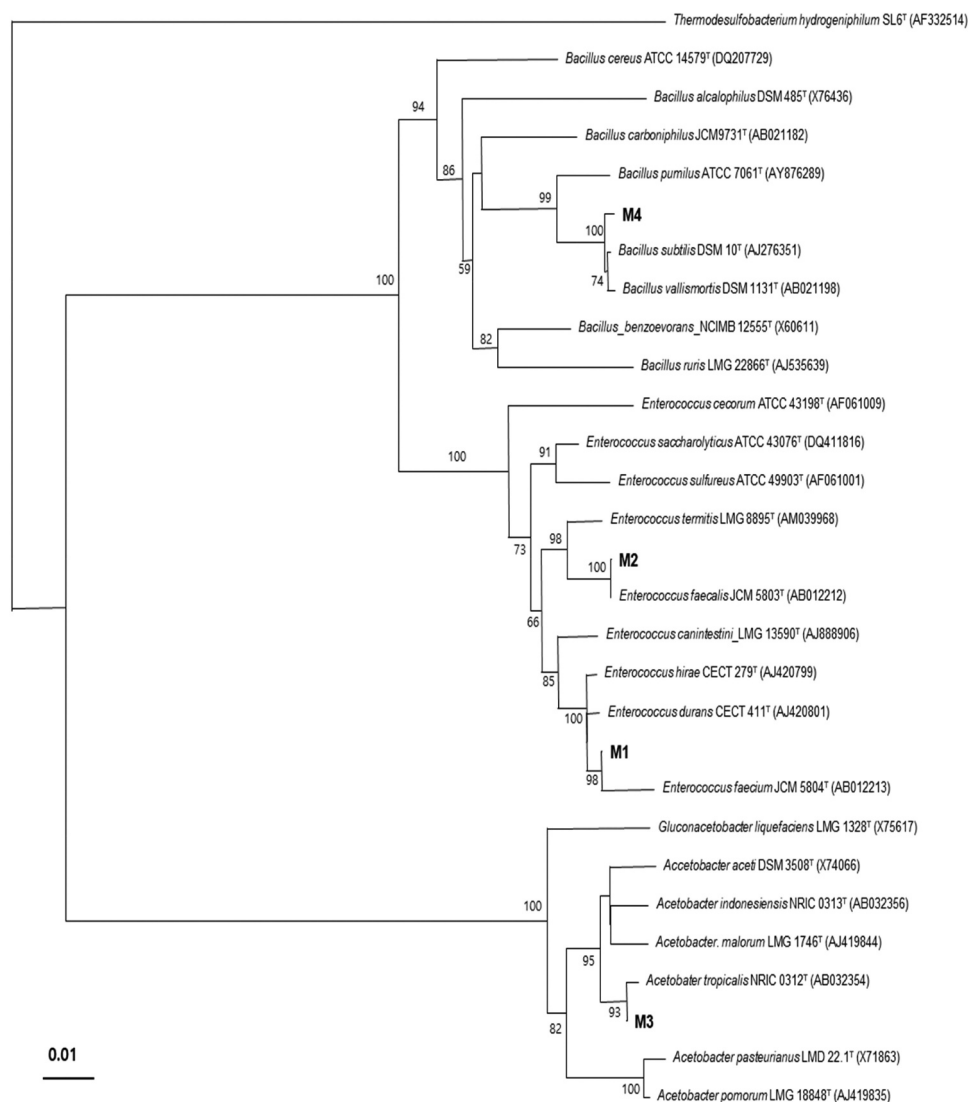 Thermodesulfobacterium hydrogeniphilum SL6ᵀ (AF332514)
Bacillus cereus ATCC 14579ᵀ (DQ207729)
94
Bacillus alcalophilus DSM 485ᵀ (X76436)
Bacillus carboniphilus JCM9731ᵀ (AB021182)
86
Bacillus pumilus ATCC 7061ᵀ (AY876289)
99
M4
100
Bacillus subtilis DSM 10ᵀ (AJ276351)
59
74
100
Bacillus vallismortis DSM 1131ᵀ (AB021198)
Bacillus_benzoevorans_NCIMB 12555ᵀ (X60611)
82
Bacillus ruris LMG 22866ᵀ (AJ535639)
Enterococcus cecorum ATCC 43198ᵀ (AF061009)
Enterococcus saccharolyticus ATCC 43076ᵀ (DQ411816)
100
91
Enterococcus sulfureus ATCC 49903ᵀ (AF061001)
Enterococcus termitis LMG 8895ᵀ (AM039968)
98
73
M2
100
Enterococcus faecalis JCM 5803ᵀ (AB012212)
66
Enterococcus canintestini_LMG 13590ᵀ (AJ888906)
Enterococcus hirae CECT 279ᵀ (AJ420799)
85
Enterococcus durans CECT 411ᵀ (AJ420801)
100
M1
98
Enterococcus faecium JCM 5804ᵀ (AB012213)
Gluconacetobacter liquefaciens LMG 1328ᵀ (X75617)
Accetobacter aceti DSM 3508ᵀ (X74066)
100
Acetobacter indonesiensis NRIC 0313ᵀ (AB032356)
Acetobacter. malorum LMG 1746ᵀ (AJ419844)
95
Acetobater tropicalis NRIC 0312ᵀ (AB032354)
93
M3
82
0.01
Acetobacter pasteurianus LMD 22.1ᵀ (X71863)
100
Acetobacter pomorum LMG 18848ᵀ (AJ419835)